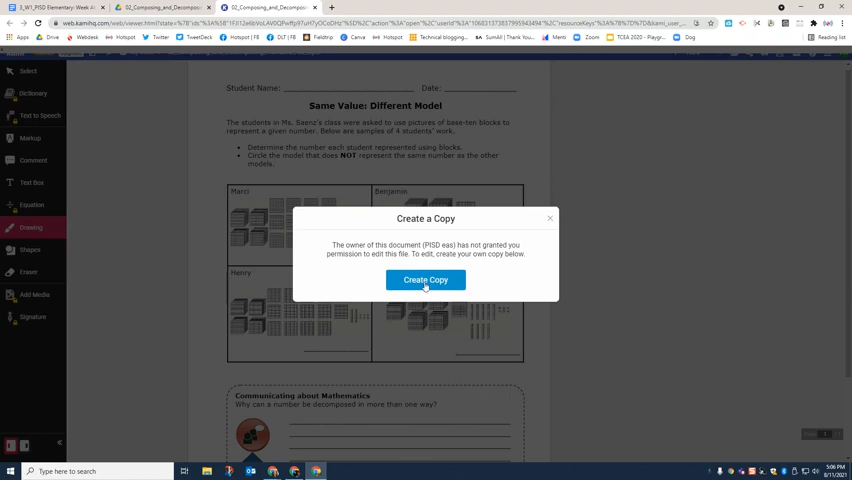 3_W1_PISD Elementary: Week A
02_Composing_and_Decompos
02_Composing_and_Decompos
Apps
Drive
Webdesk
Hotspot
Twitter
TweetDeck
Hotspot | FB
DLT | FB
Fieldtrip
Canva
Hotspot
Technical blogging...
SumAll | Your Amaz...
Menti
Zoom
TCEA 2020 - Playgr...
Dog
Reading list
Select
Dictionary
Text to Speech
Markup
Comment
Text Box
Equation
Drawing
Shapes
Eraser
Add Media
Signature
Student Name:
Date:
Same Value: Different Model
The students in Ms. Saenz's class were asked to use pictures of base-ten blocks to
represent a given number. Below are samples of 4 students' work.
• Determine the number each student represented using blocks.
• Circle the model that does NOT represent the same number as the other
models.
Marci
Benjamin
Henry
Create a Copy
The owner of this document (PISD eas) has not granted you
permission to edit this file. To edit, create your own copy below.
Create Copy
Communicating about Mathematics
Why can a number be decomposed in more than one way?
Type here to search
5:06 PM
8/11/2021